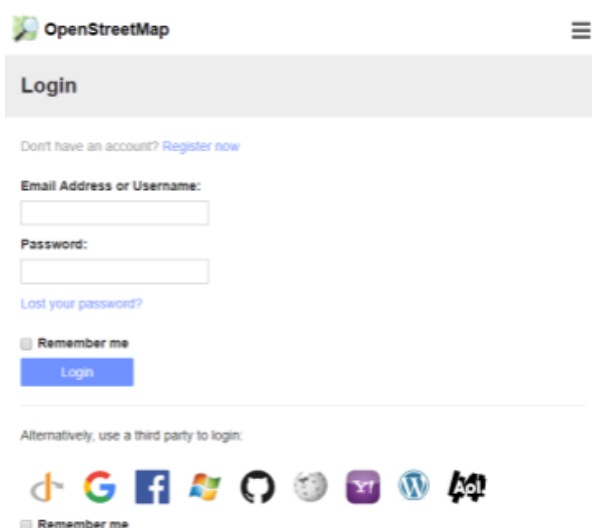 OpenStreetMap
Login
Don't have an account? Register now
Email Address or Username:
Password:
Lost your password?
Remember me
Login
Alternatively, use a third party to login:
G f Y! W Aol.
Remember me